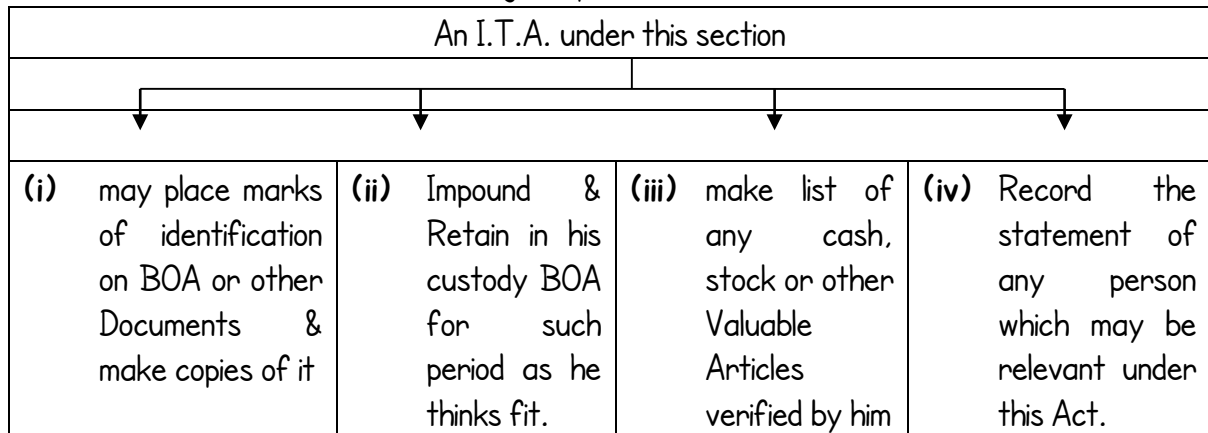 An I.T.A. under this section
(i) may place marks
of identification
on BOA or other
Documents &
make copies of it
(ii) Impound &
Retain in his
custody BOA
for such
period as he
thinks fit.
(iii) make list of
any cash,
stock or other
Valuable
Articles
verified by him
(iv) Record the
statement of
any person
which may be
relevant under
this Act.